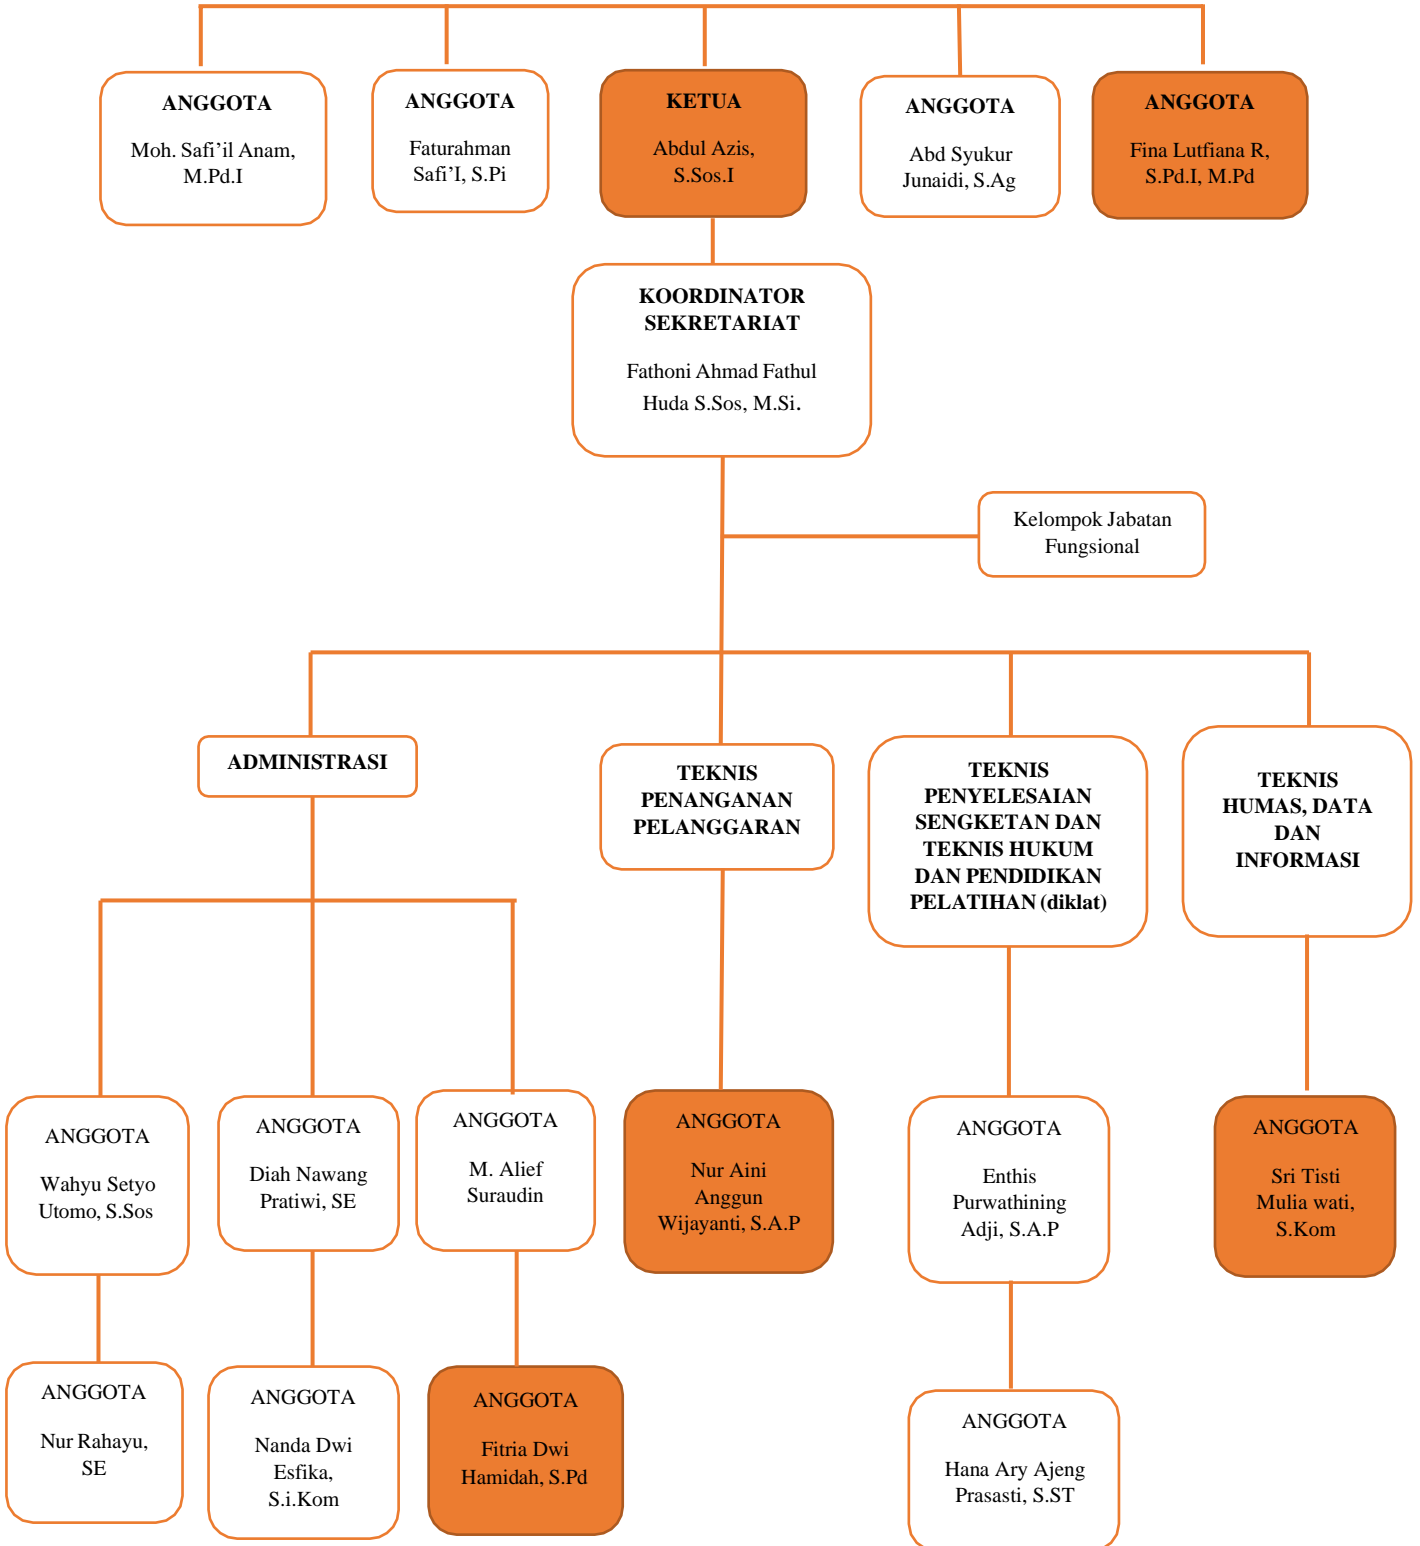 ANGGOTA
Moh. Safi’il Anam,
M.Pd.I
ANGGOTA
Faturahman
Safi’I, S.Pi
KETUA
Abdul Azis,
S.Sos.I
ANGGOTA
Abd Syukur
Junaidi, S.Ag
ANGGOTA
Fina Lutfiana R,
S.Pd.I, M.Pd
KOORDINATOR
SEKRETARIAT
Fathoni Ahmad Fathul
Huda S.Sos, M.Si.
Kelompok Jabatan
Fungsional
ADMINISTRASI
TEKNIS
PENANGANAN
PELANGGARAN
TEKNIS
PENYELESAIAN
SENGKETAN DAN
TEKNIS HUKUM
DAN PENDIDIKAN
PELATIHAN (diklat)
TEKNIS
HUMAS, DATA
DAN
INFORMASI
ANGGOTA
Wahyu Setyo
Utomo, S.Sos
ANGGOTA
Diah Nawang
Pratiwi, SE
ANGGOTA
M. Alief
Suraudin
ANGGOTA
Nur Aini
Anggun
Wijayanti, S.A.P
ANGGOTA
Enthis
Purwathining
Adji, S.A.P
ANGGOTA
Sri Tisti
Mulia wati,
S.Kom
ANGGOTA
Nur Rahayu,
SE
ANGGOTA
Nanda Dwi
Esfika,
S.i.Kom
ANGGOTA
Fitria Dwi
Hamidah, S.Pd
ANGGOTA
Hana Ary Ajeng
Prasasti, S.ST